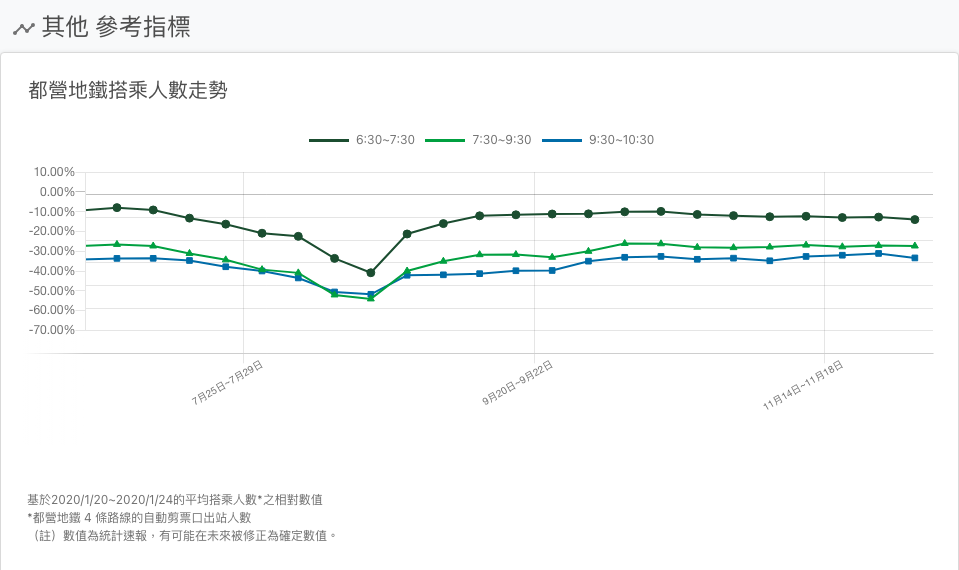 其他 參考指標
都營地鐵搭乘人數走勢
6:30~7:30 7:30~9:30 9:30~10:30
10.00%
0.00%
-10.00%
-20.00%
-30.00%
-40.00%
-50.00%
-60.00%
-70.00%
7月25日~7月29日 9月20日~9月22日 11月14日~11月18日
基於2020/1/20~2020/1/24的平均搭乘人數*之相對數值
*都營地鐵 4 條路線的自動剪票口出站人數
（註）數值為統計速報，有可能在未來被修正為確定數值。